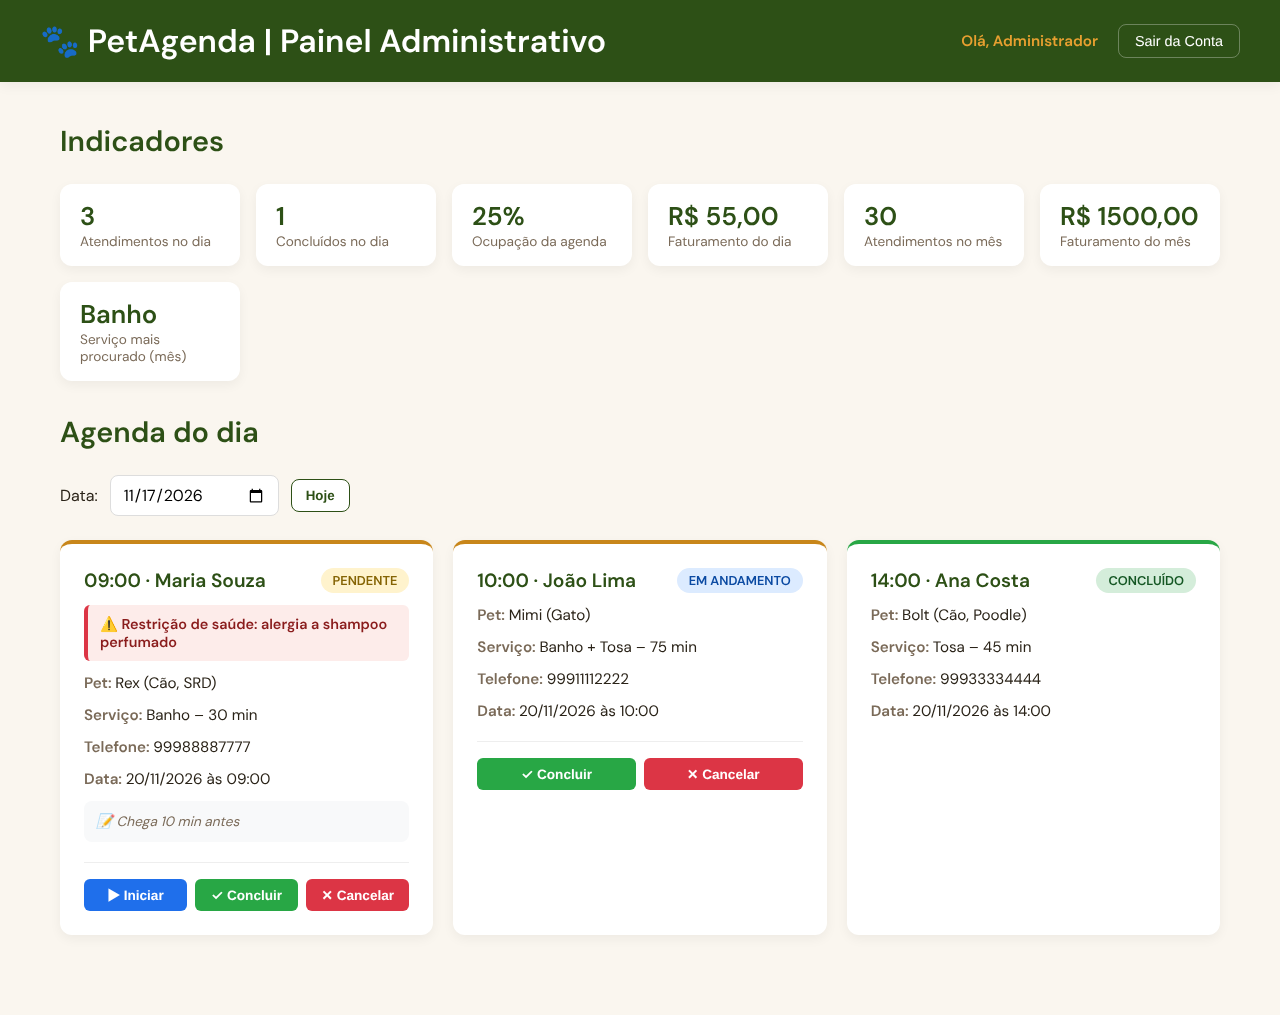 🐾 PetAgenda | Painel Administrativo
Olá, Administrador
Sair da Conta
Indicadores
3
Atendimentos no dia
1
Concluídos no dia
25%
Ocupação da agenda
R$ 55,00
Faturamento do dia
30
Atendimentos no mês
R$ 1500,00
Faturamento do mês
Banho
Serviço mais
procurado (mês)
Agenda do dia
Data: 11/17/2026
Hoje
09:00 · Maria Souza
PENDENTE
⚠️ Restrição de saúde: alergia a shampoo
perfumado
Pet: Rex (Cão, SRD)
Serviço: Banho – 30 min
Telefone: 99988887777
Data: 20/11/2026 às 09:00
📝 Chega 10 min antes
▶ Iniciar
✓ Concluir
✕ Cancelar
10:00 · João Lima
EM ANDAMENTO
Pet: Mimi (Gato)
Serviço: Banho + Tosa – 75 min
Telefone: 99911112222
Data: 20/11/2026 às 10:00
✓ Concluir
✕ Cancelar
14:00 · Ana Costa
CONCLUÍDO
Pet: Bolt (Cão, Poodle)
Serviço: Tosa – 45 min
Telefone: 99933334444
Data: 20/11/2026 às 14:00